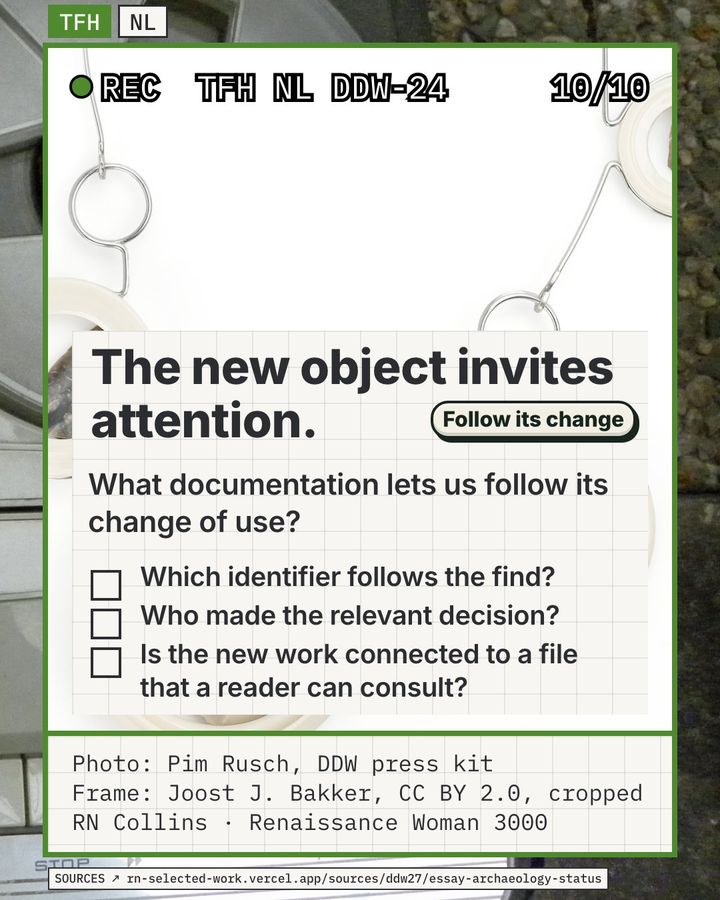 TFH NL
REC TFH NL DDW-24 10/10
The new object invites
attention.
Follow its change
What documentation lets us follow its
change of use?
Which identifier follows the find?
Who made the relevant decision?
Is the new work connected to a file
that a reader can consult?
Photo: Pim Rusch, DDW press kit
Frame: Joost J. Bakker, CC BY 2.0, cropped
RN Collins · Renaissance Woman 3000
STOP
SOURCES ↗ rn-selected-work.vercel.app/sources/ddw27/essay-archaeology-status